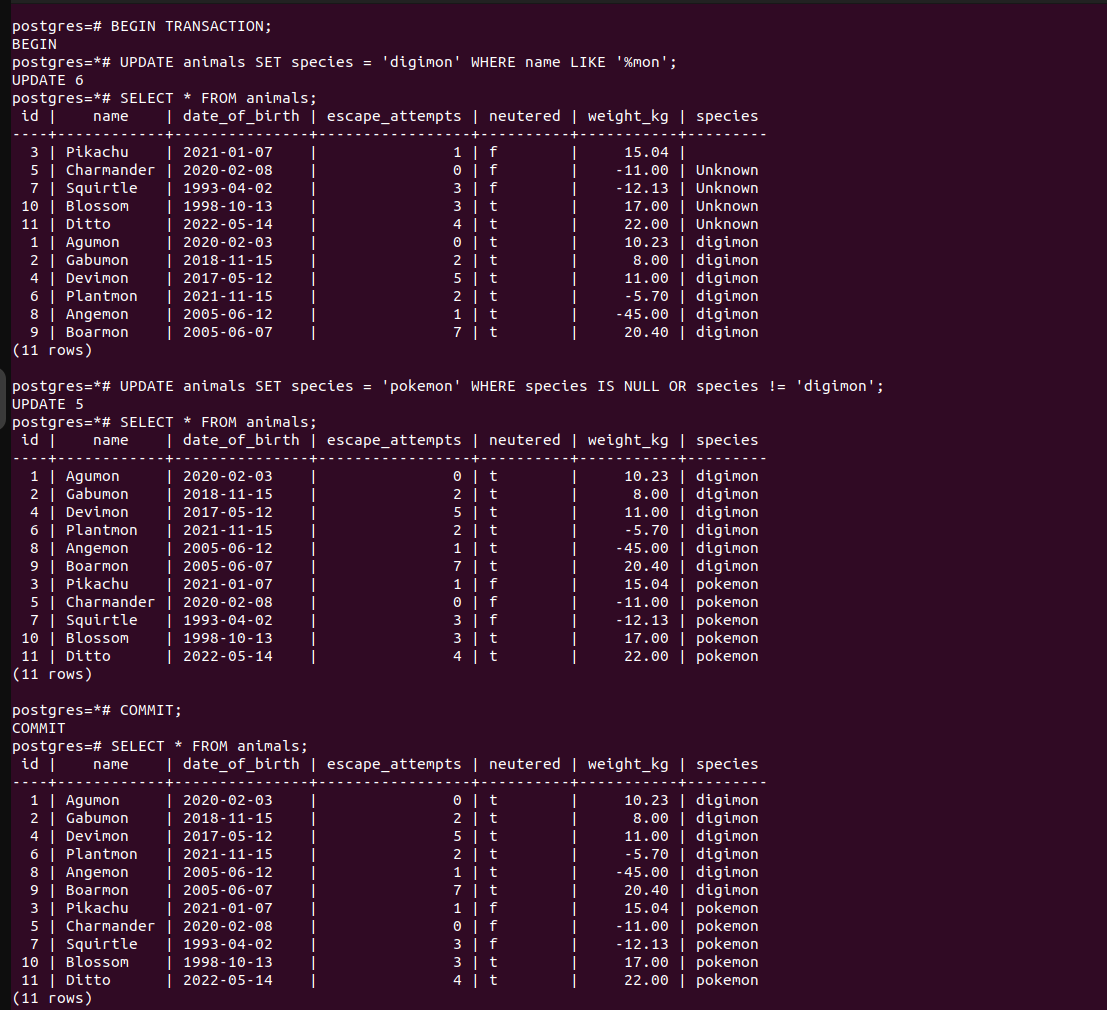 postgres=# BEGIN TRANSACTION;
BEGIN
postgres=*# UPDATE animals SET species = 'digimon' WHERE name LIKE '%mon';
UPDATE 6
postgres=*# SELECT * FROM animals;
 id |    name    | date_of_birth | escape_attempts | neutered | weight_kg | species
----+------------+---------------+-----------------+----------+-----------+---------
  3 | Pikachu    | 2021-01-07    |               1 | f        |     15.04 |
  5 | Charmander | 2020-02-08    |               0 | f        |    -11.00 | Unknown
  7 | Squirtle   | 1993-04-02    |               3 | f        |    -12.13 | Unknown
 10 | Blossom    | 1998-10-13    |               3 | t        |     17.00 | Unknown
 11 | Ditto      | 2022-05-14    |               4 | t        |     22.00 | Unknown
  1 | Agumon     | 2020-02-03    |               0 | t        |     10.23 | digimon
  2 | Gabumon    | 2018-11-15    |               2 | t        |      8.00 | digimon
  4 | Devimon    | 2017-05-12    |               5 | t        |     11.00 | digimon
  6 | Plantmon   | 2021-11-15    |               2 | t        |     -5.70 | digimon
  8 | Angemon    | 2005-06-12    |               1 | t        |    -45.00 | digimon
  9 | Boarmon    | 2005-06-07    |               7 | t        |     20.40 | digimon
(11 rows)

postgres=*# UPDATE animals SET species = 'pokemon' WHERE species IS NULL OR species != 'digimon';
UPDATE 5
postgres=*# SELECT * FROM animals;
 id |    name    | date_of_birth | escape_attempts | neutered | weight_kg | species
----+------------+---------------+-----------------+----------+-----------+---------
  1 | Agumon     | 2020-02-03    |               0 | t        |     10.23 | digimon
  2 | Gabumon    | 2018-11-15    |               2 | t        |      8.00 | digimon
  4 | Devimon    | 2017-05-12    |               5 | t        |     11.00 | digimon
  6 | Plantmon   | 2021-11-15    |               2 | t        |     -5.70 | digimon
  8 | Angemon    | 2005-06-12    |               1 | t        |    -45.00 | digimon
  9 | Boarmon    | 2005-06-07    |               7 | t        |     20.40 | digimon
  3 | Pikachu    | 2021-01-07    |               1 | f        |     15.04 | pokemon
  5 | Charmander | 2020-02-08    |               0 | f        |    -11.00 | pokemon
  7 | Squirtle   | 1993-04-02    |               3 | f        |    -12.13 | pokemon
 10 | Blossom    | 1998-10-13    |               3 | t        |     17.00 | pokemon
 11 | Ditto      | 2022-05-14    |               4 | t        |     22.00 | pokemon
(11 rows)

postgres=*# COMMIT;
COMMIT
postgres=# SELECT * FROM animals;
 id |    name    | date_of_birth | escape_attempts | neutered | weight_kg | species
----+------------+---------------+-----------------+----------+-----------+---------
  1 | Agumon     | 2020-02-03    |               0 | t        |     10.23 | digimon
  2 | Gabumon    | 2018-11-15    |               2 | t        |      8.00 | digimon
  4 | Devimon    | 2017-05-12    |               5 | t        |     11.00 | digimon
  6 | Plantmon   | 2021-11-15    |               2 | t        |     -5.70 | digimon
  8 | Angemon    | 2005-06-12    |               1 | t        |    -45.00 | digimon
  9 | Boarmon    | 2005-06-07    |               7 | t        |     20.40 | digimon
  3 | Pikachu    | 2021-01-07    |               1 | f        |     15.04 | pokemon
  5 | Charmander | 2020-02-08    |               0 | f        |    -11.00 | pokemon
  7 | Squirtle   | 1993-04-02    |               3 | f        |    -12.13 | pokemon
 10 | Blossom    | 1998-10-13    |               3 | t        |     17.00 | pokemon
 11 | Ditto      | 2022-05-14    |               4 | t        |     22.00 | pokemon
(11 rows)